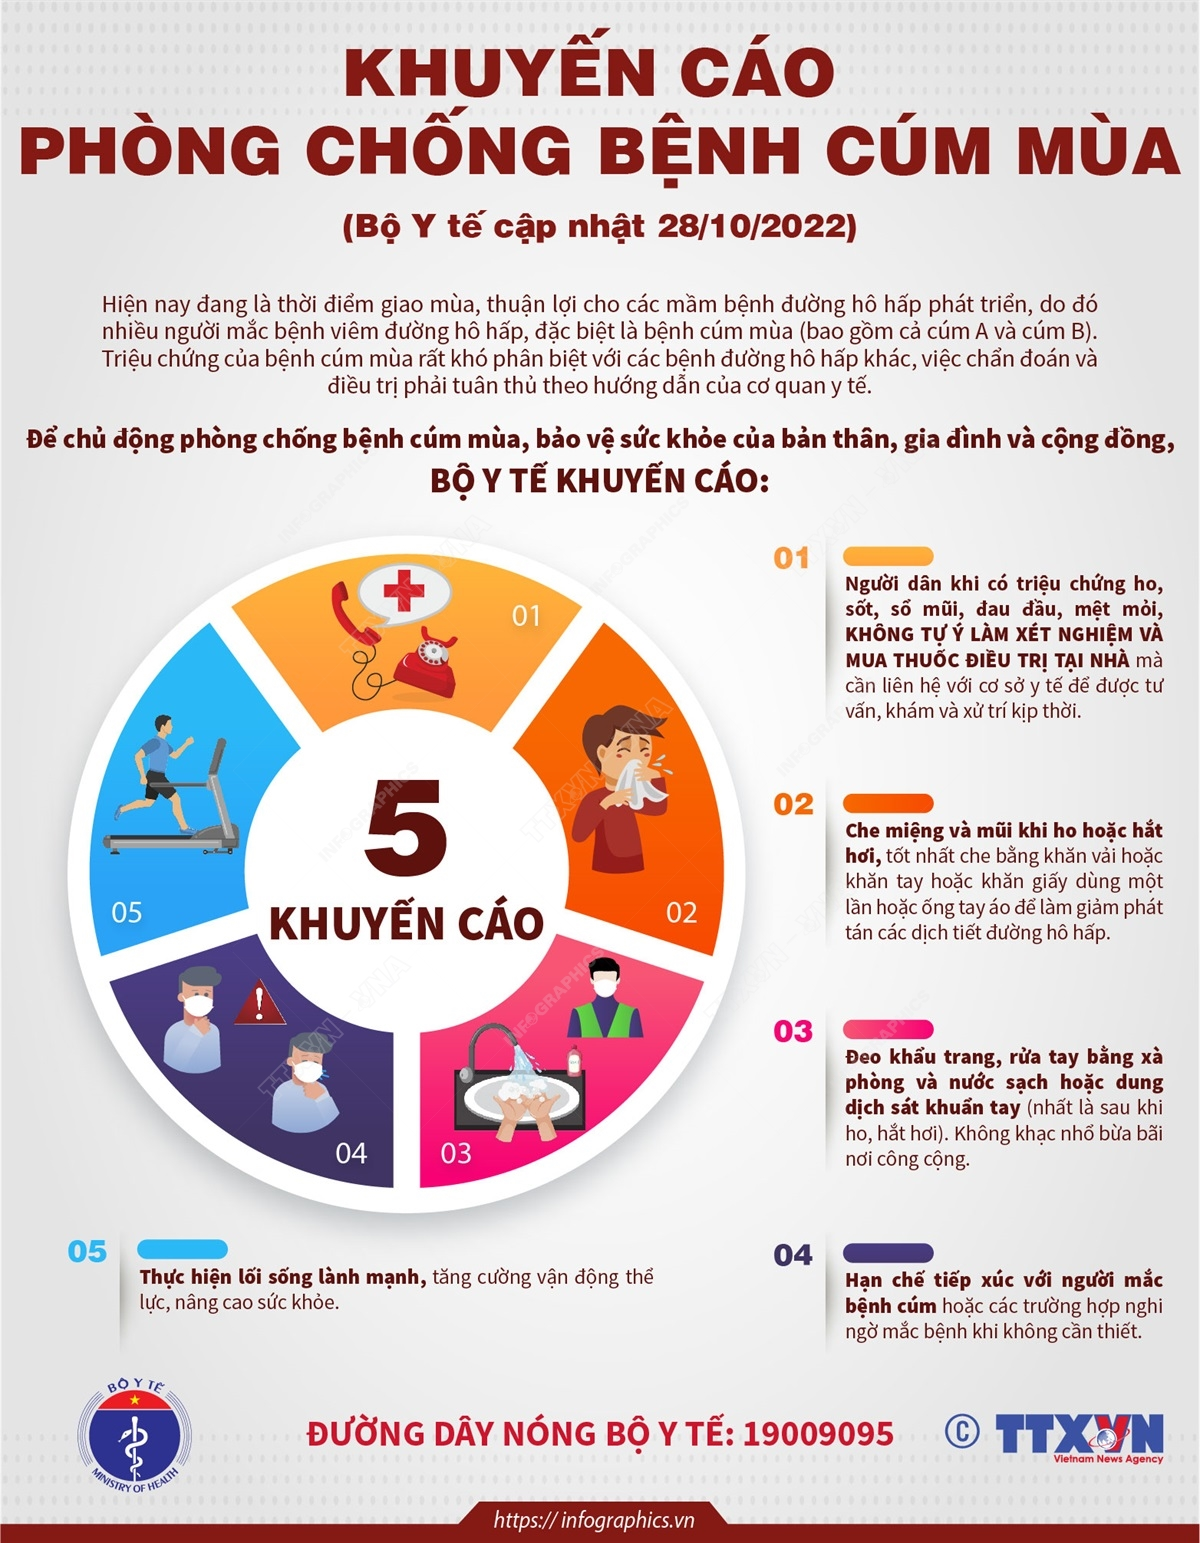 KHUYẾN CÁO
PHÒNG CHỐNG BỆNH CÚM MÙA
(Bộ Y tế cập nhật 28/10/2022)
Hiện nay đang là thời điểm giao mùa, thuận lợi cho các mầm bệnh đường hô hấp phát triển, do đó
nhiều người mắc bệnh viêm đường hô hấp, đặc biệt là bệnh cúm mùa (bao gồm cả cúm A và cúm B).
Triệu chứng của bệnh cúm mùa rất khó phân biệt với các bệnh đường hô hấp khác, việc chẩn đoán và
điều trị phải tuân thủ theo hướng dẫn của cơ quan y tế.
Để chủ động phòng chống bệnh cúm mùa, bảo vệ sức khỏe của bản thân, gia đình và cộng đồng,
BỘ Y TẾ KHUYẾN CÁO:
01
02
03
04
05
5
KHUYẾN CÁO
01
Người dân khi có triệu chứng ho,
sốt, sổ mũi, đau đầu, mệt mỏi,
KHÔNG TỰ Ý LÀM XÉT NGHIỆM VÀ
MUA THUỐC ĐIỀU TRỊ TẠI NHÀ mà
cần liên hệ với cơ sở y tế để được tư
vấn, khám và xử trí kịp thời.
02
Che miệng và mũi khi ho hoặc hắt
hơi, tốt nhất che bằng khăn vải hoặc
khăn tay hoặc khăn giấy dùng một
lần hoặc ống tay áo để làm giảm phát
tán các dịch tiết đường hô hấp.
03
Đeo khẩu trang, rửa tay bằng xà
phòng và nước sạch hoặc dung
dịch sát khuẩn tay (nhất là sau khi
ho, hắt hơi). Không khạc nhổ bừa bãi
nơi công cộng.
04
Hạn chế tiếp xúc với người mắc
bệnh cúm hoặc các trường hợp nghi
ngờ mắc bệnh khi không cần thiết.
05
Thực hiện lối sống lành mạnh, tăng cường vận động thể
lực, nâng cao sức khỏe.
BỘ Y TẾ
MINISTRY OF HEALTH
ĐƯỜNG DÂY NÓNG BỘ Y TẾ: 19009095
© TTXVN
Vietnam News Agency
https:// infographics.vn